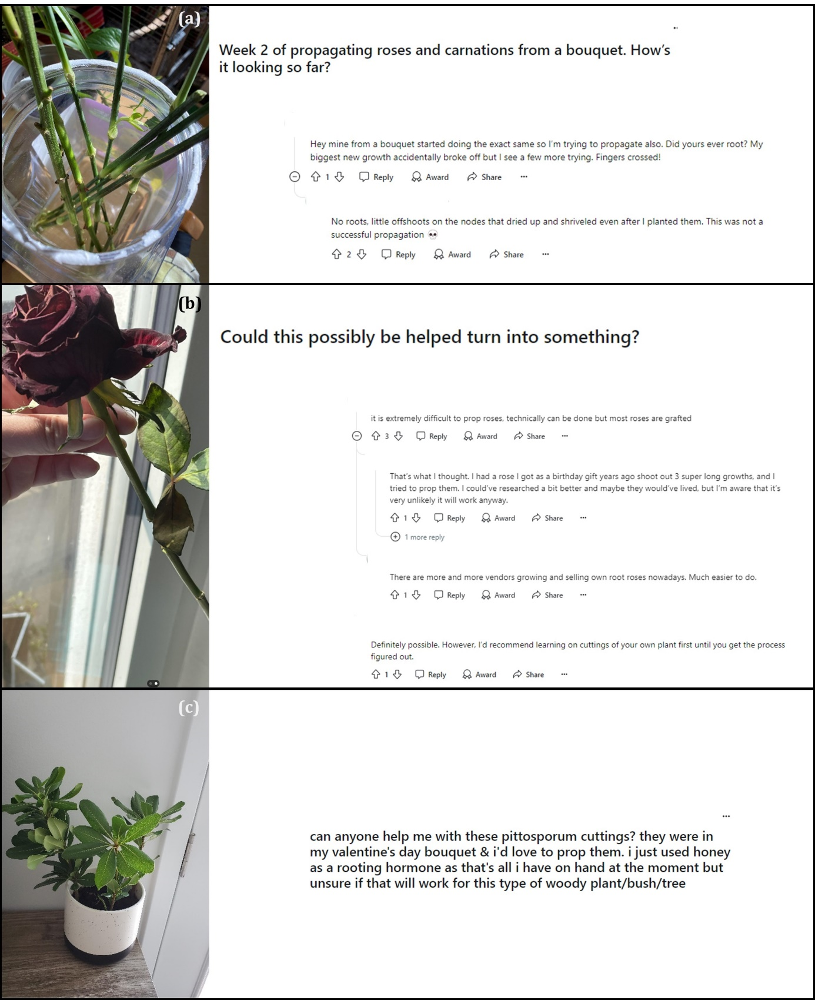 (a)
Week 2 of propagating roses and carnations from a bouquet. How’s
it looking so far?
Hey mine from a bouquet started doing the exact same so I’m trying to propagate also. Did yours ever root? My
biggest new growth accidentally broke off but I see a few more trying. Fingers crossed!
1 Reply Award Share ...
No roots, little offshoots on the nodes that dried up and shriveled even after I planted them. This was not a
successful propagation 💀
2 Reply Award Share ...
(b)
Could this possibly be helped turn into something?
it is extremely difficult to prop roses, technically can be done but most roses are grafted
3 Reply Award Share ...
That’s what I thought. I had a rose I got as a birthday gift years ago shoot out 3 super long growths, and I
tried to prop them. I could’ve researched a bit better and maybe they would’ve lived, but I’m aware that it’s
very unlikely it will work anyway.
1 Reply Award Share ...
1 more reply
There are more and more vendors growing and selling own root roses nowadays. Much easier to do.
1 Reply Award Share ...
Definitely possible. However, I’d recommend learning on cuttings of your own plant first until you get the process
figured out.
1 Reply Award Share ...
(c)
...
can anyone help me with these pittosporum cuttings? they were in
my valentine's day bouquet & i'd love to prop them. i just used honey
as a rooting hormone as that's all i have on hand at the moment but
unsure if that will work for this type of woody plant/bush/tree